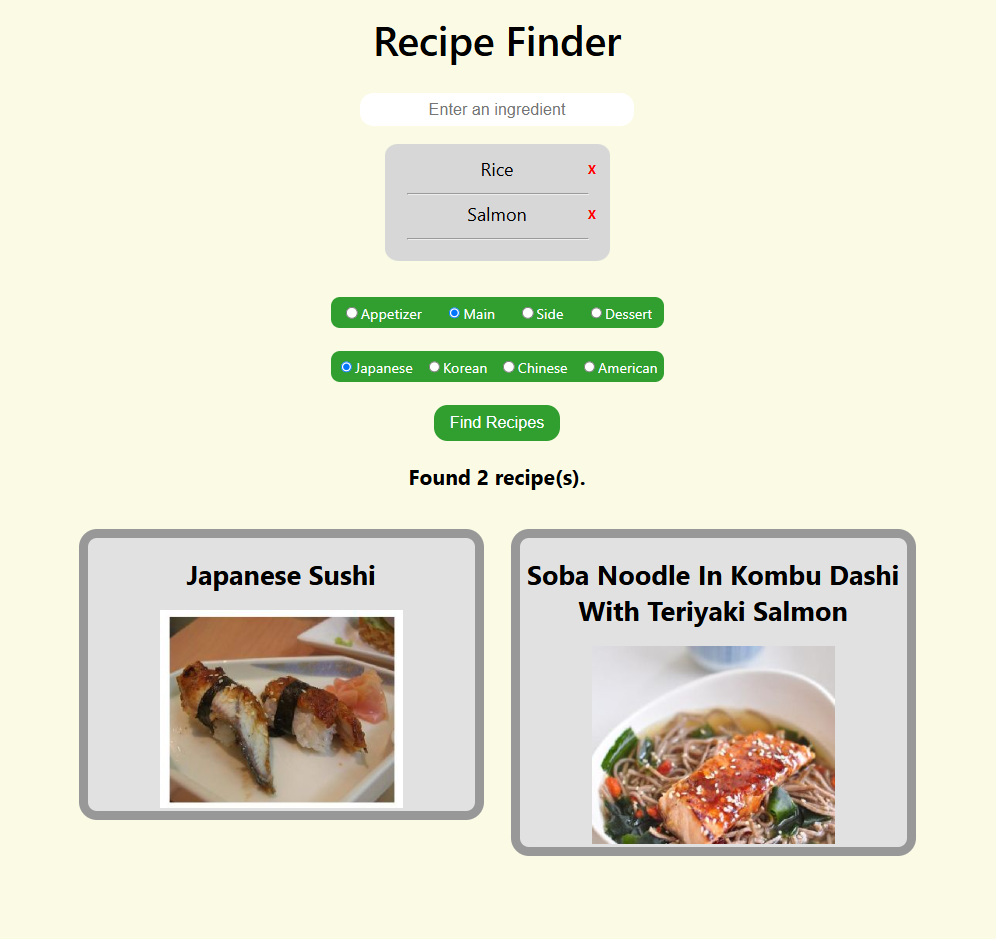 Recipe Finder
Enter an ingredient
Rice x
Salmon x
Appetizer Main Side Dessert
Japanese Korean Chinese American
Find Recipes
Found 2 recipe(s).
Japanese Sushi
Soba Noodle In Kombu Dashi
With Teriyaki Salmon